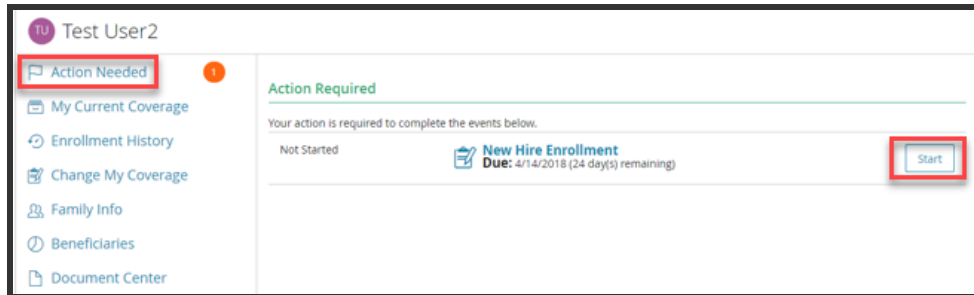 TU Test User2
Action Needed 1
My Current Coverage
Enrollment History
Change My Coverage
Family Info
Beneficiaries
Document Center
Action Required
Your action is required to complete the events below.
Not Started
New Hire Enrollment
Due: 4/14/2018 (24 day(s) remaining)
Start